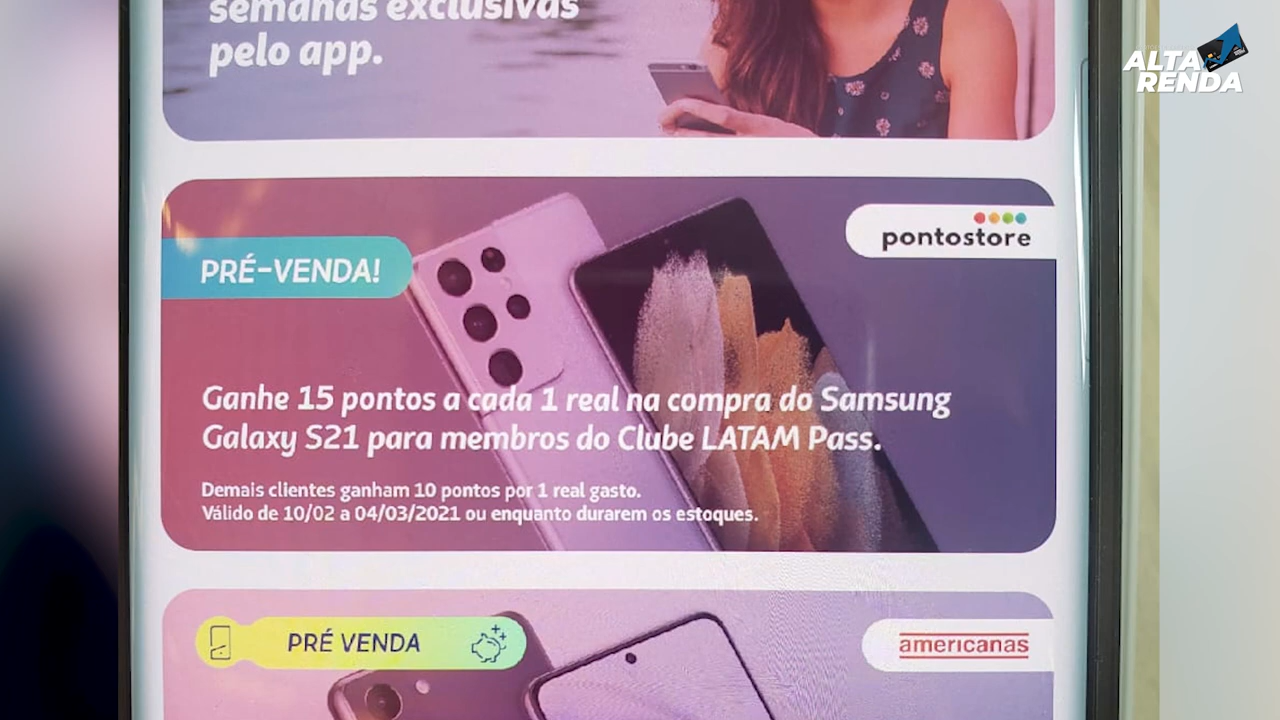 semanas exclusivas
pelo app.
ALTA
RENDA
pontostore
PRÉ-VENDA!
Ganhe 15 pontos a cada 1 real na compra do Samsung
Galaxy S21 para membros do Clube LATAM Pass.
Demais clientes ganham 10 pontos por 1 real gasto.
Válido de 10/02 a 04/03/2021 ou enquanto durarem os estoques.
PRÉ VENDA
americanas